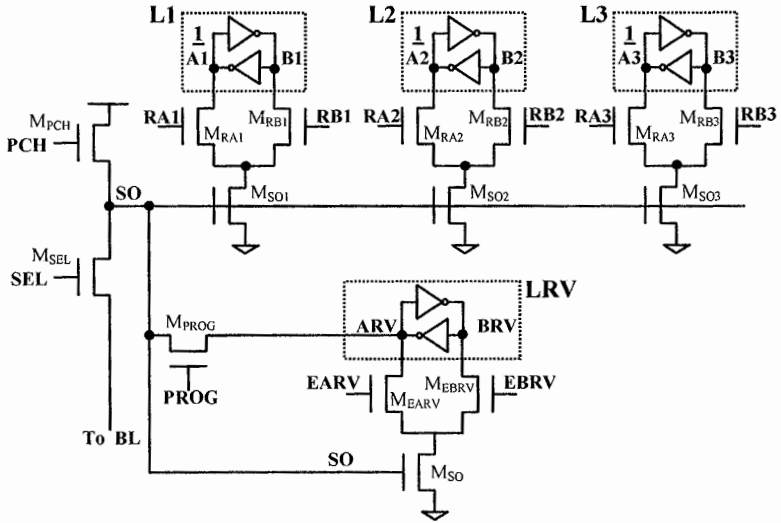 L1 L2 L3
1 1 1
A1 B1 A2 B2 A3 B3
RA1 MRA1 MRB1 RB1 RA2 MRA2 MRB2 RB2 RA3 MRA3 MRB3 RB3
MPCH
PCH
SO MSO1 MSO2 MSO3
MSEL
SEL
LRV
MPROG ARV BRV
PROG
EARV MEARV MEBRV EBRV
To BL
SO MSO